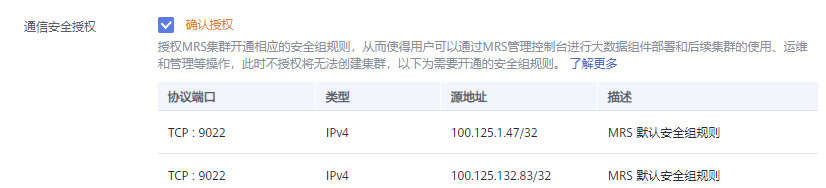 通信安全授权 确认授权
授权MRS集群开通相应的安全组规则，从而使得用户可以通过MRS管理控制台进行大数据组件部署和后续集群的使用、运维
和管理等操作，此时不授权将无法创建集群，以下为需要开通的安全组规则。 了解更多
协议端口 类型 源地址 描述
TCP : 9022 IPv4 100.125.1.47/32 MRS 默认安全组规则
TCP : 9022 IPv4 100.125.132.83/32 MRS 默认安全组规则